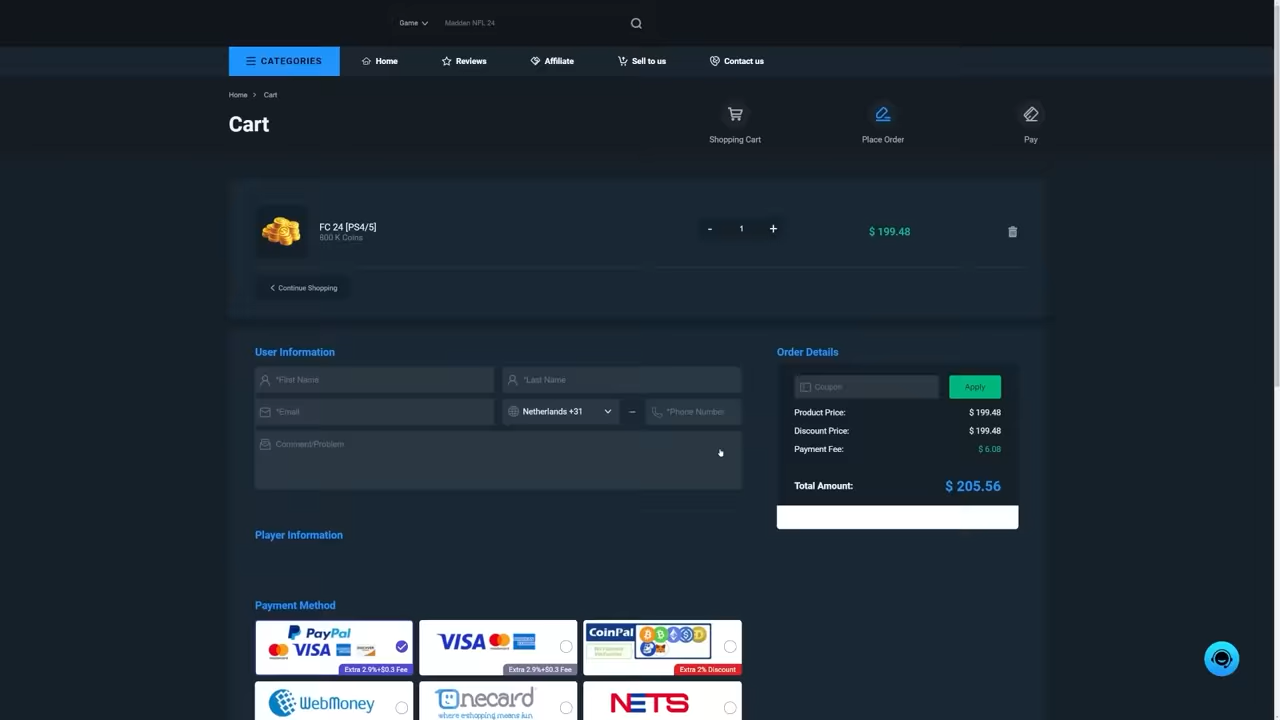 Game
Madden NFL 24
CATEGORIES
Home
Reviews
Affiliate
Sell to us
Contact us
Home > Cart
Cart
Shopping Cart
Place Order
Pay
FC 24 [PS4/5]
800 K Coins
- 1 +
$ 199.48
Continue Shopping
User Information
*First Name
*Last Name
*Email
Netherlands +31
*Phone Number
Comment/Problem
Order Details
Coupon
Apply
Product Price: $ 199.48
Discount Price: $ 199.48
Payment Fee: $ 6.08
Total Amount: $ 205.56
Player Information
Payment Method
PayPal
VISA
Extra 2.9%+$0.3 Fee
VISA
Extra 2.9%+$0.3 Fee
CoinPal
Extra 2% Discount
WebMoney
Onecard
where e-shopping means fun
NETS